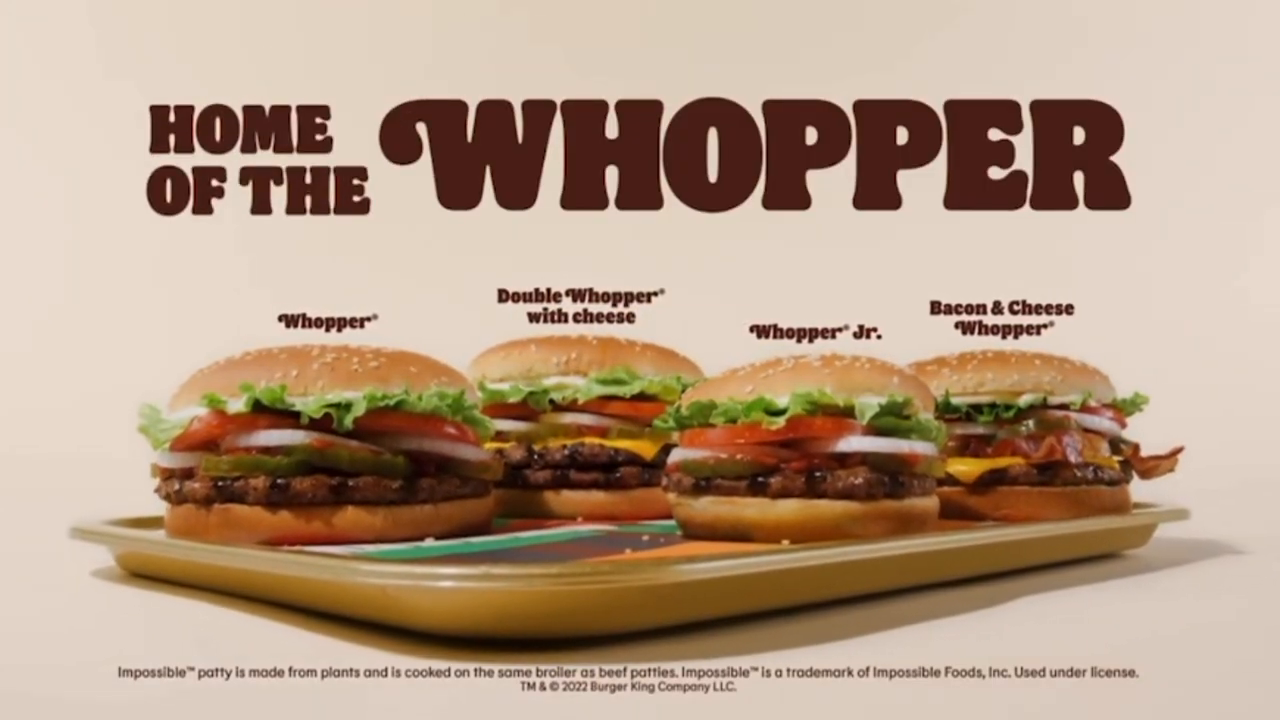 HOME
OF THE WHOPPER
Double Whopper®
with cheese
Whopper®
Bacon & Cheese
Whopper®
Whopper® Jr.
Impossible™ patty is made from plants and is cooked on the same broiler as beef patties. Impossible™ is a trademark of Impossible Foods, Inc. Used under license.
TM & © 2022 Burger King Company LLC.